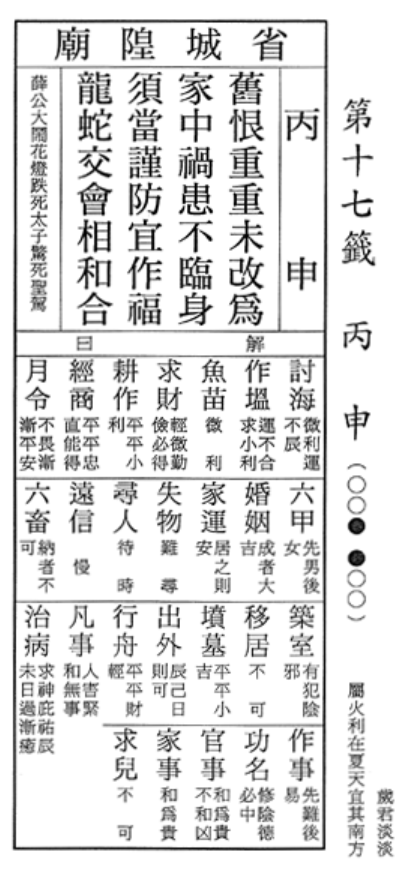 第十七籤 丙申 (○○● ●○○)
歲君淡淡
屬火利在夏天宜其南方
省城隍廟
丙申
舊恨重重未改爲
家中禍患不臨身
須當謹防宜作福
龍蛇交會相和合
薛公大鬧花燈跌死太子驚死聖駕
解曰
討海 微利運不辰
作塭 運不合求小利
魚苗 微利
求財 輕微勤儉必得
耕作 平平小利
經商 平平忠直能得
月令 不畏漸漸平安
六甲 先男後女
婚姻 成者大吉
家運 居之則安
失物 難尋
尋人 待時
遠信 慢
六畜 納者不可
築室 有犯陰邪
移居 不可
墳墓 平平小吉
出外 辰己日則可
行舟 平平財輕
凡事 人害緊和無事
治病 求神庇祐辰未日過漸癒
作事 先難後易
功名 修陰德必中
官事 和爲貴不和凶
家事 和爲貴
求兒 不可